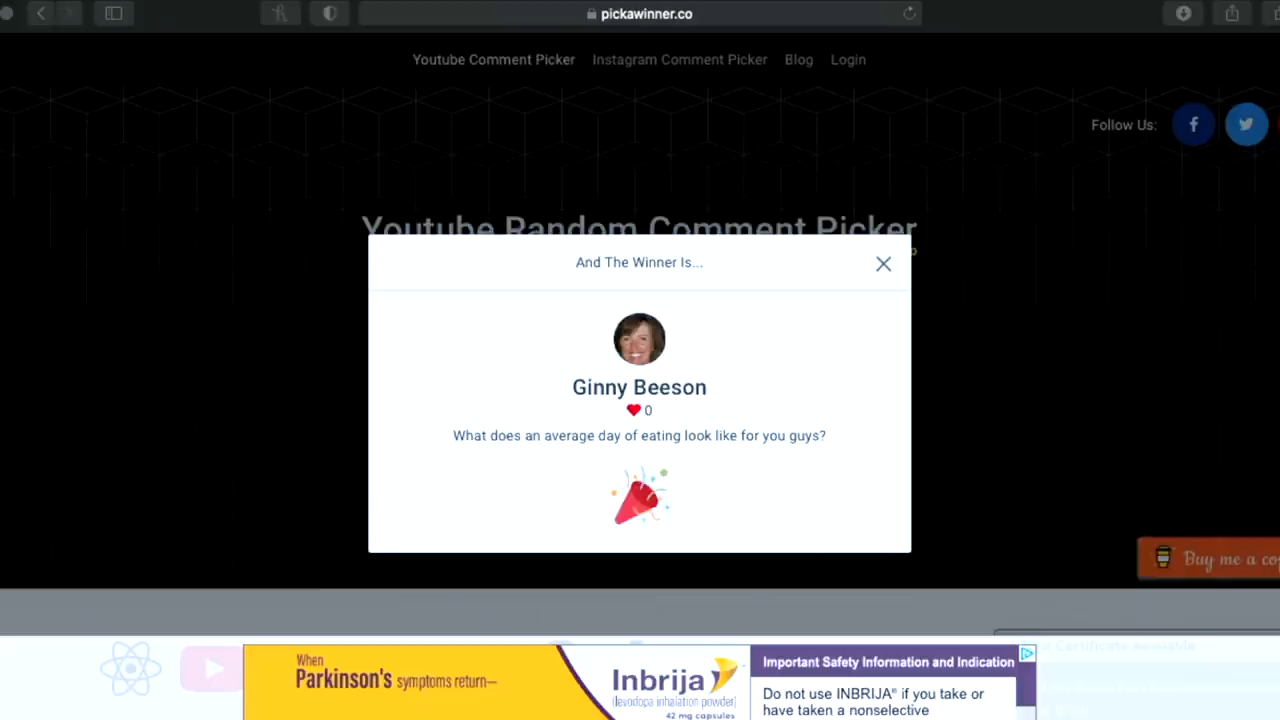 pickawinner.co
Youtube Comment Picker Instagram Comment Picker Blog Login
Follow Us:
Youtube Random Comment Picker
And The Winner Is...
Ginny Beeson
0
What does an average day of eating look like for you guys?
Buy me a co
When
Parkinson's symptoms return—
Inbrija
(levodopa inhalation powder)
42 mg capsules
Important Safety Information and Indication
Do not use INBRIJA® if you take or
have taken a nonselective
Certificate Available